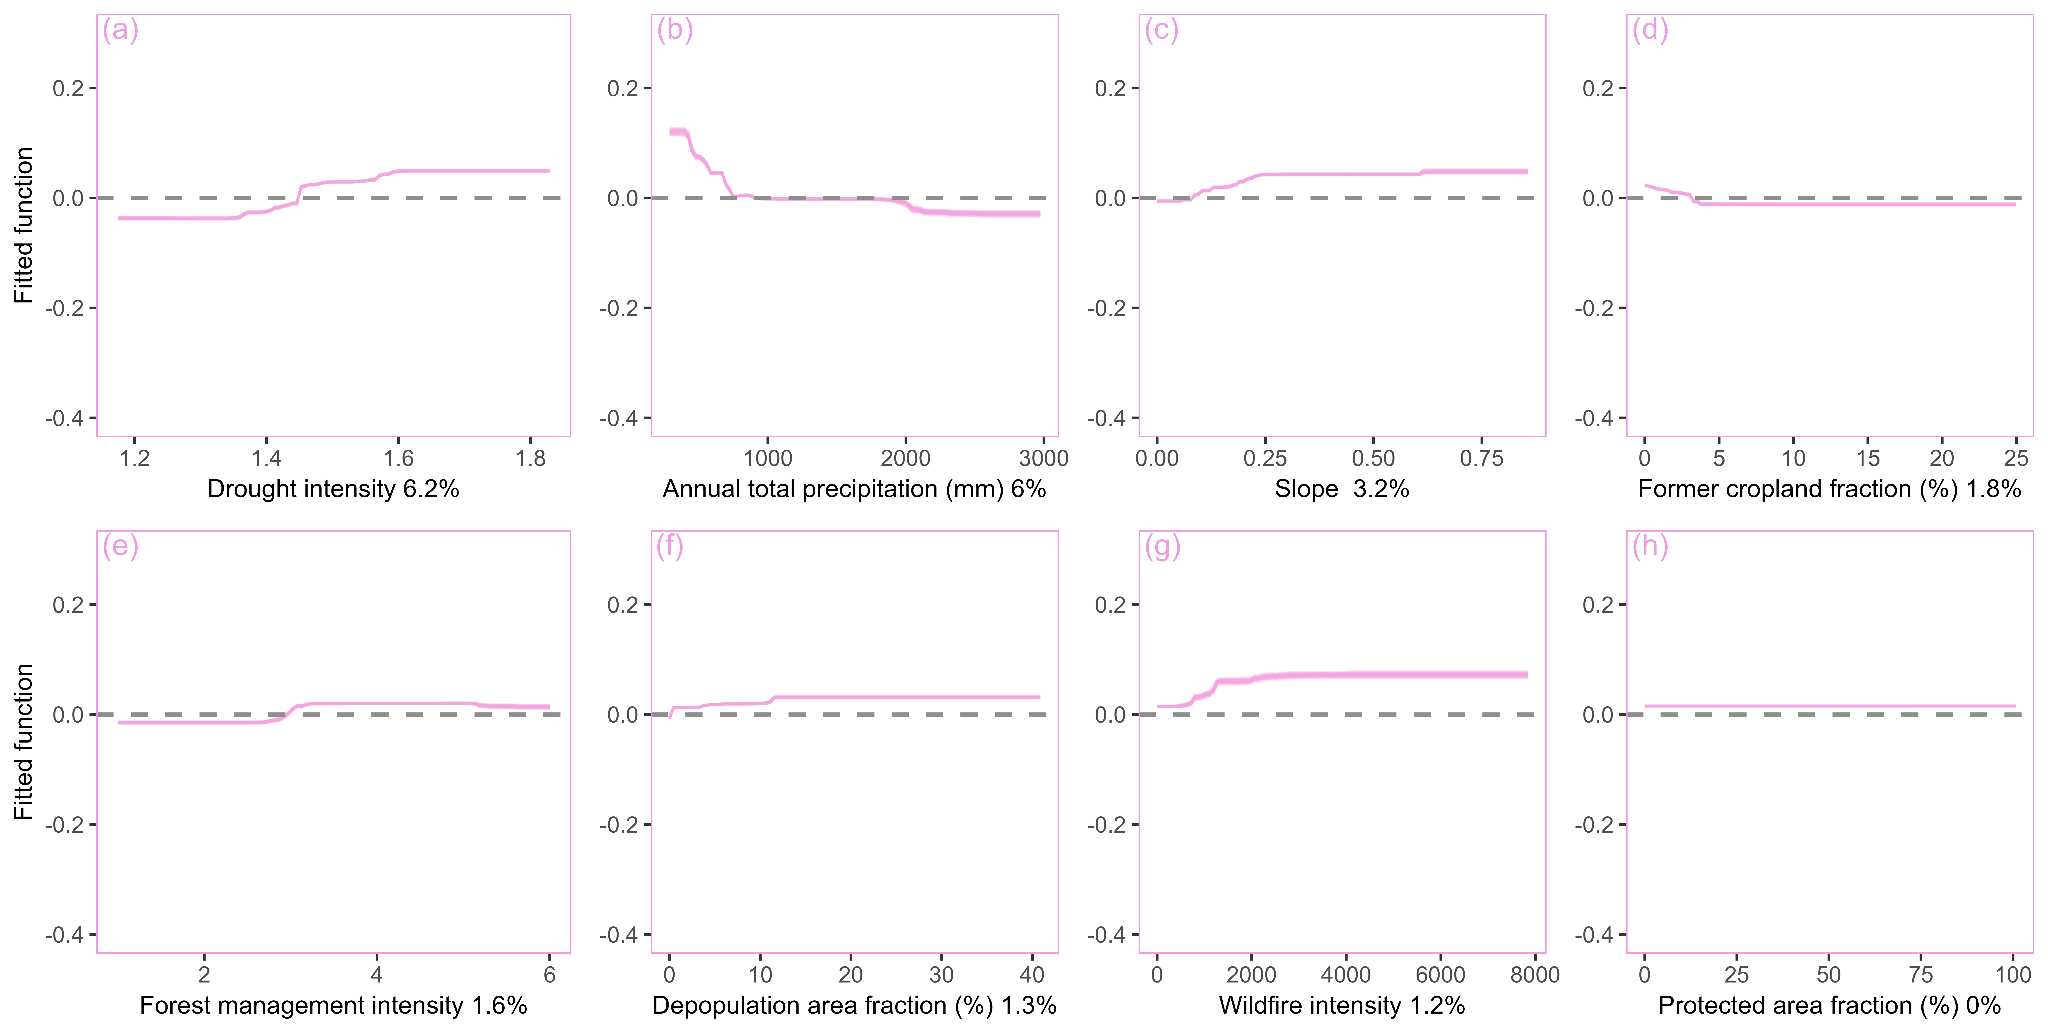 (a) (b) (c) (d)
0.2 0.2 0.2 0.2
0.0 0.0 0.0 0.0
Fitted function
-0.2 -0.2 -0.2 -0.2
-0.4 -0.4 -0.4 -0.4
1.2 1.4 1.6 1.8 1000 2000 3000 0.00 0.25 0.50 0.75 0 5 10 15 20 25
Drought intensity 6.2% Annual total precipitation (mm) 6% Slope 3.2% Former cropland fraction (%) 1.8%
(e) (f) (g) (h)
0.2 0.2 0.2 0.2
0.0 0.0 0.0 0.0
Fitted function
-0.2 -0.2 -0.2 -0.2
-0.4 -0.4 -0.4 -0.4
2 4 6 0 10 20 30 40 0 2000 4000 6000 8000 0 25 50 75 100
Forest management intensity 1.6% Depopulation area fraction (%) 1.3% Wildfire intensity 1.2% Protected area fraction (%) 0%